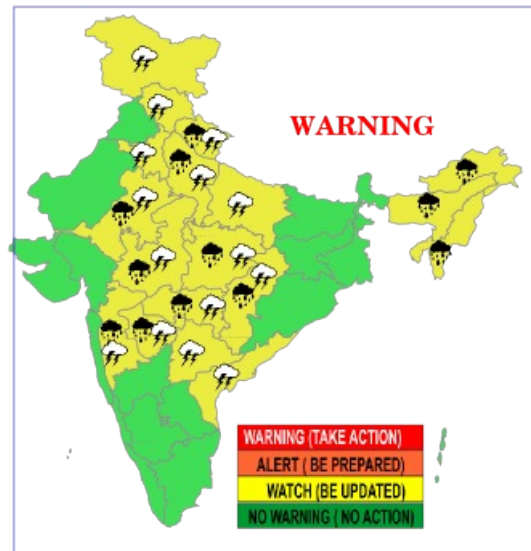 WARNING
WARNING (TAKE ACTION)
ALERT ( BE PREPARED)
WATCH (BE UPDATED)
NO WARNING ( NO ACTION)